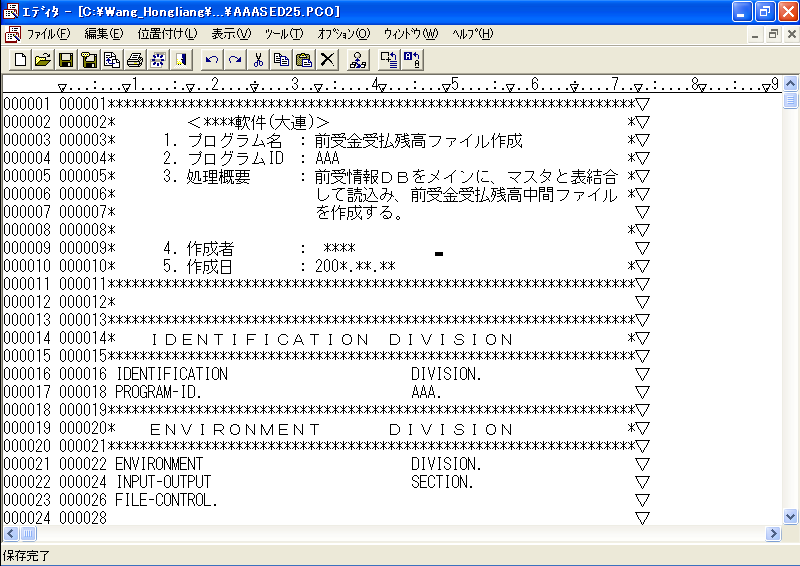 エディタ - [C:¥Wang_Hongliang¥...¥AAASED25.PCO]
ファイル(F) 編集(E) 位置付け(L) 表示(V) ツール(T) オプション(O) ウィンドウ(W) ヘルプ(H)
....:....1....:....2....:....3....:....4....:....5....:....6....:....7....:....8....:....9
000001 000001******************************************************************▽
000002 000002* <****軟件(大連)> *▽
000003 000003* 1. プログラム名 : 前受金受払残高ファイル作成 *▽
000004 000004* 2. プログラムID : AAA *▽
000005 000005* 3. 処理概要 : 前受情報DBをメインに、マスタと表結合 *▽
000006 000006* して読込み、前受金受払残高中間ファイル *▽
000007 000007* を作成する。 ▽
000008 000008* *▽
000009 000009* 4. 作成者 : **** *▽
000010 000010* 5. 作成日 : 200*.**.** *▽
000011 000011******************************************************************▽
000012 000012* ▽
000013 000013******************************************************************▽
000014 000014* IDENTIFICATION DIVISION *▽
000015 000015******************************************************************▽
000016 000016 IDENTIFICATION DIVISION. ▽
000017 000018 PROGRAM-ID. AAA. ▽
000018 000019******************************************************************▽
000019 000020* ENVIRONMENT DIVISION *▽
000020 000021******************************************************************▽
000021 000022 ENVIRONMENT DIVISION. ▽
000022 000024 INPUT-OUTPUT SECTION. ▽
000023 000026 FILE-CONTROL. ▽
000024 000028 ▽
保存完了